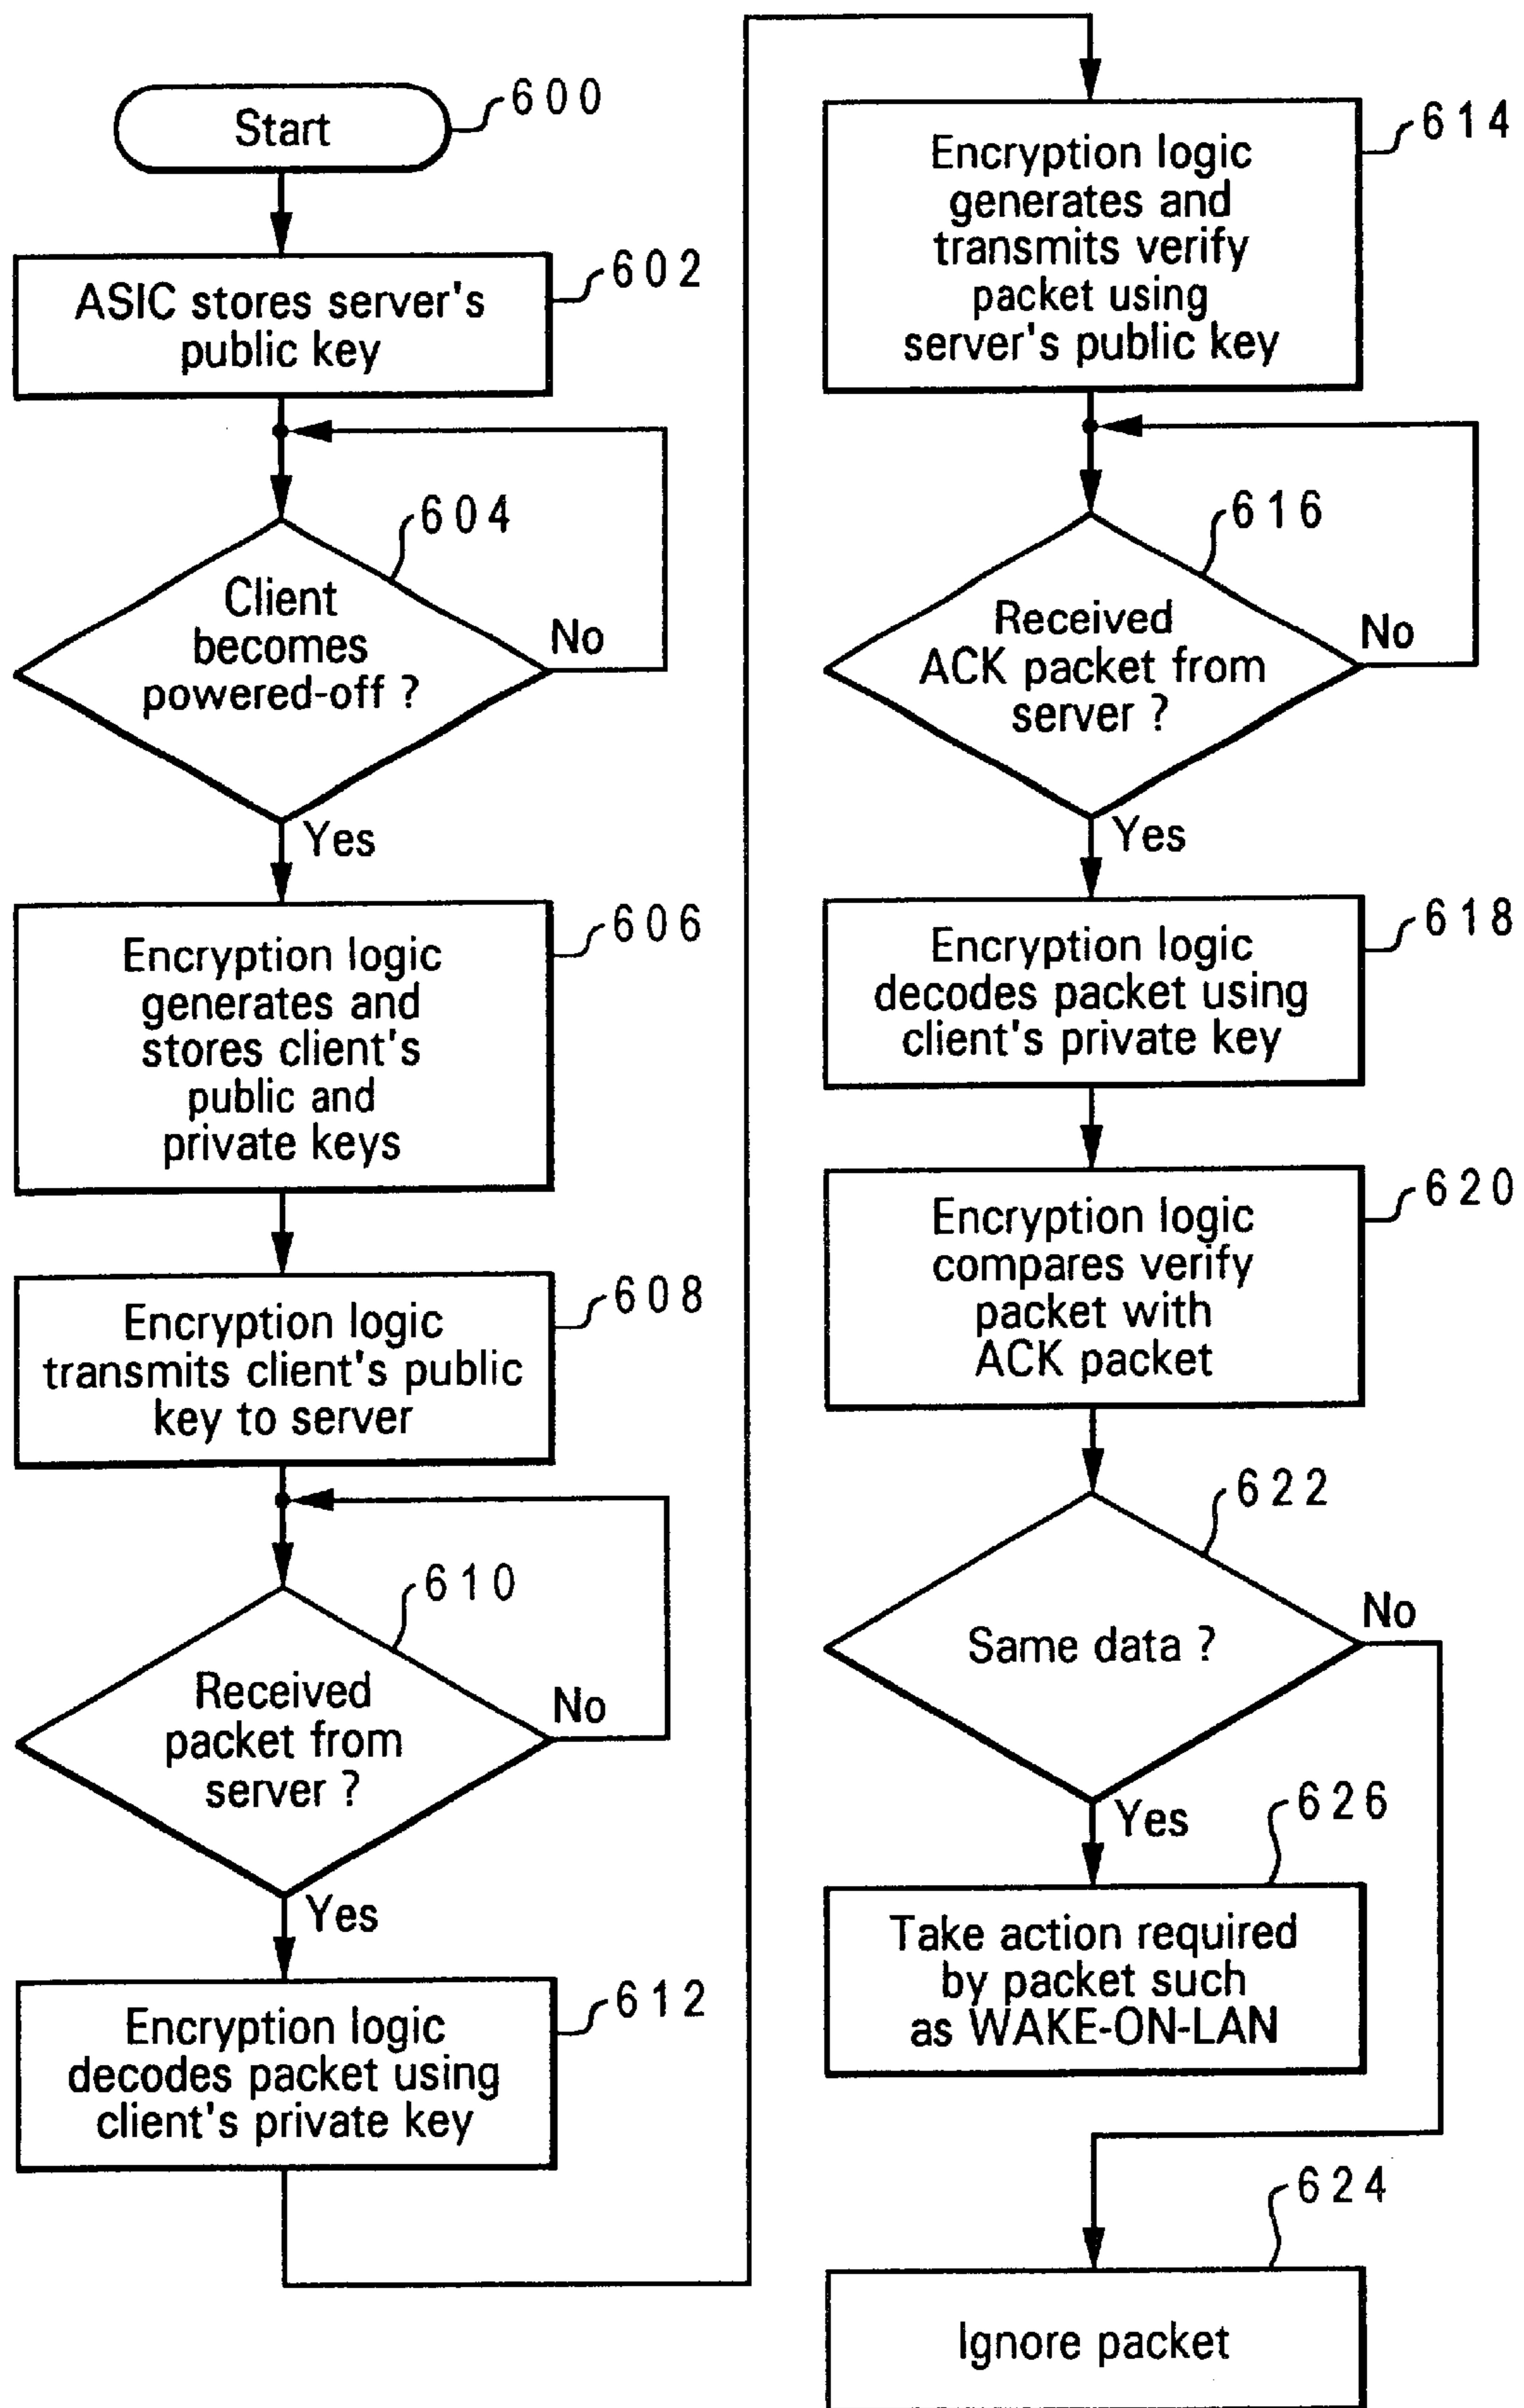 Start
600
ASIC stores server's
public key
602
604
Client
becomes
powered-off ?
No
Yes
606
Encryption logic
generates and
stores client's
public and
private keys
608
Encryption logic
transmits client's public
key to server
610
Received
packet from
server ?
No
Yes
612
Encryption logic
decodes packet using
client's private key
614
Encryption logic
generates and
transmits verify
packet using
server's public key
616
Received
ACK packet from
server ?
No
Yes
618
Encryption logic
decodes packet using
client's private key
620
Encryption logic
compares verify
packet with
ACK packet
622
Same data ?
No
Yes
626
Take action required
by packet such
as WAKE-ON-LAN
624
Ignore packet